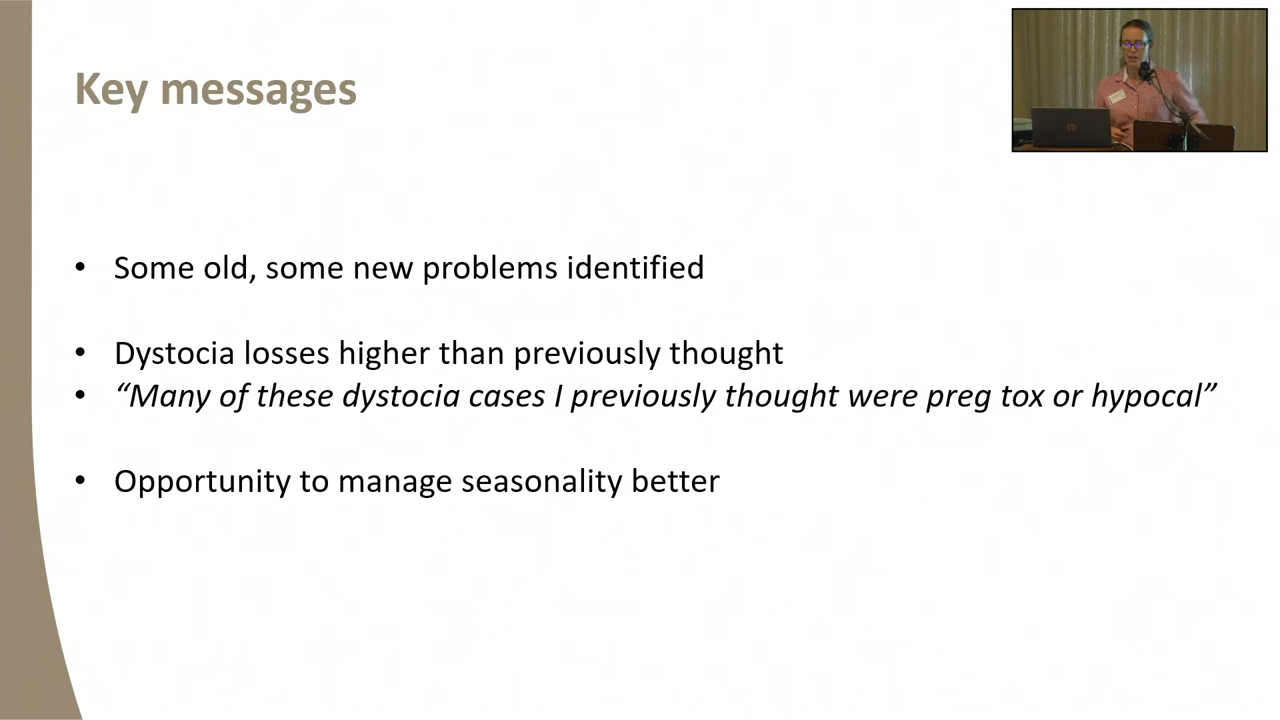 Key messages
• Some old, some new problems identified
• Dystocia losses higher than previously thought
• “Many of these dystocia cases I previously thought were preg tox or hypocal”
• Opportunity to manage seasonality better